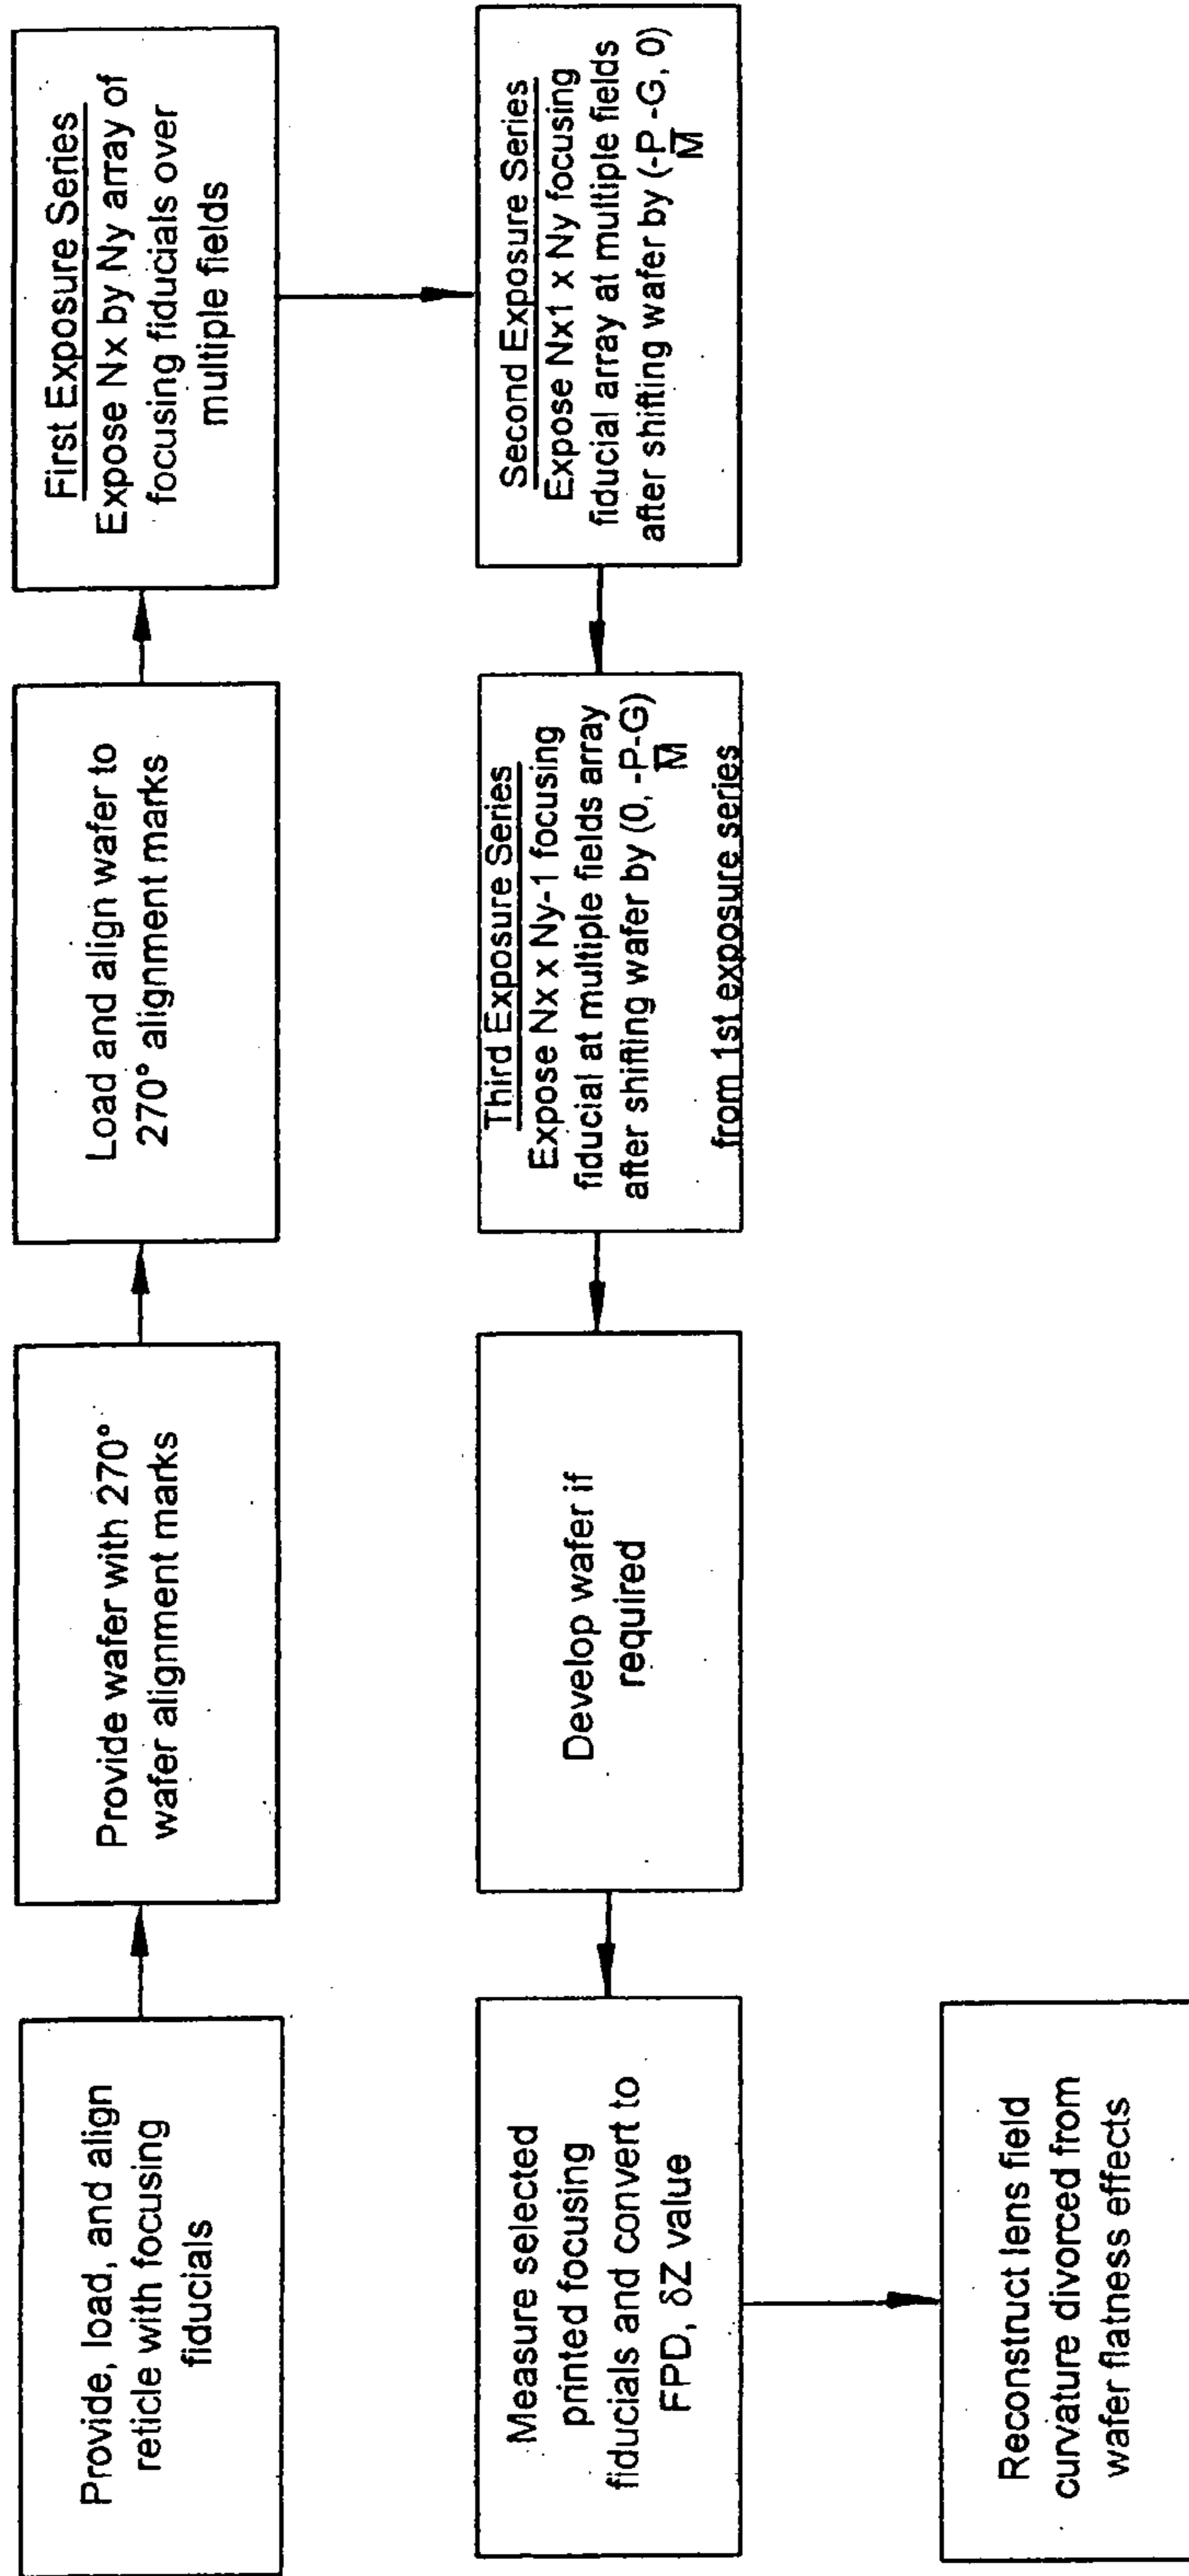 Provide, load, and align
reticle with focusing
fiducials
Provide wafer with 270°
wafer alignment marks
Load and align wafer to
270° alignment marks
First Exposure Series
Expose Nx by Ny array of
focusing fiducials over
multiple fields
Second Exposure Series
Expose Nx1 x Ny focusing
fiducial array at multiple fields
after shifting wafer by (-P -G, 0)
M
Third Exposure Series
Expose Nx x Ny-1 focusing
fiducial at multiple fields array
after shifting wafer by (0, -P-G)
M
from 1st exposure series
Develop wafer if
required
Measure selected
printed focusing
fiducials and convert to
FPD, δZ value
Reconstruct lens field
curvature divorced from
wafer flatness effects